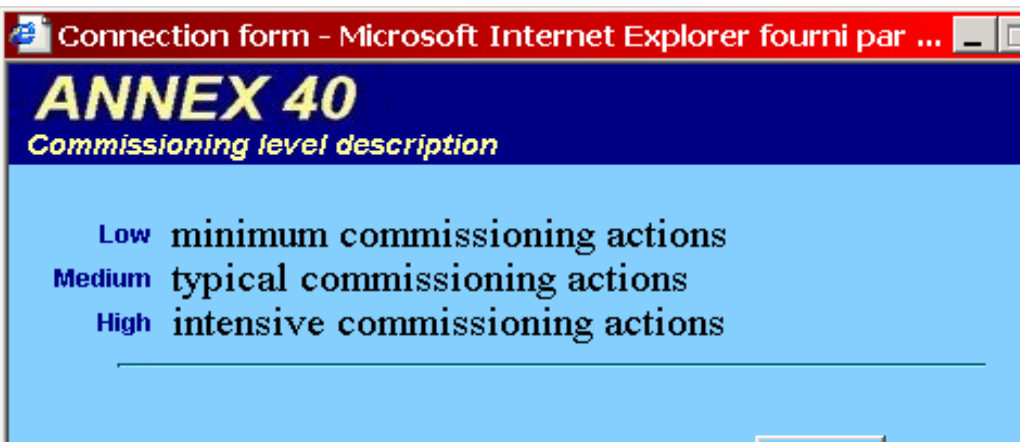 Connection form - Microsoft Internet Explorer fourni par ...
ANNEX 40
Commissioning level description
Low minimum commissioning actions
Medium typical commissioning actions
High intensive commissioning actions